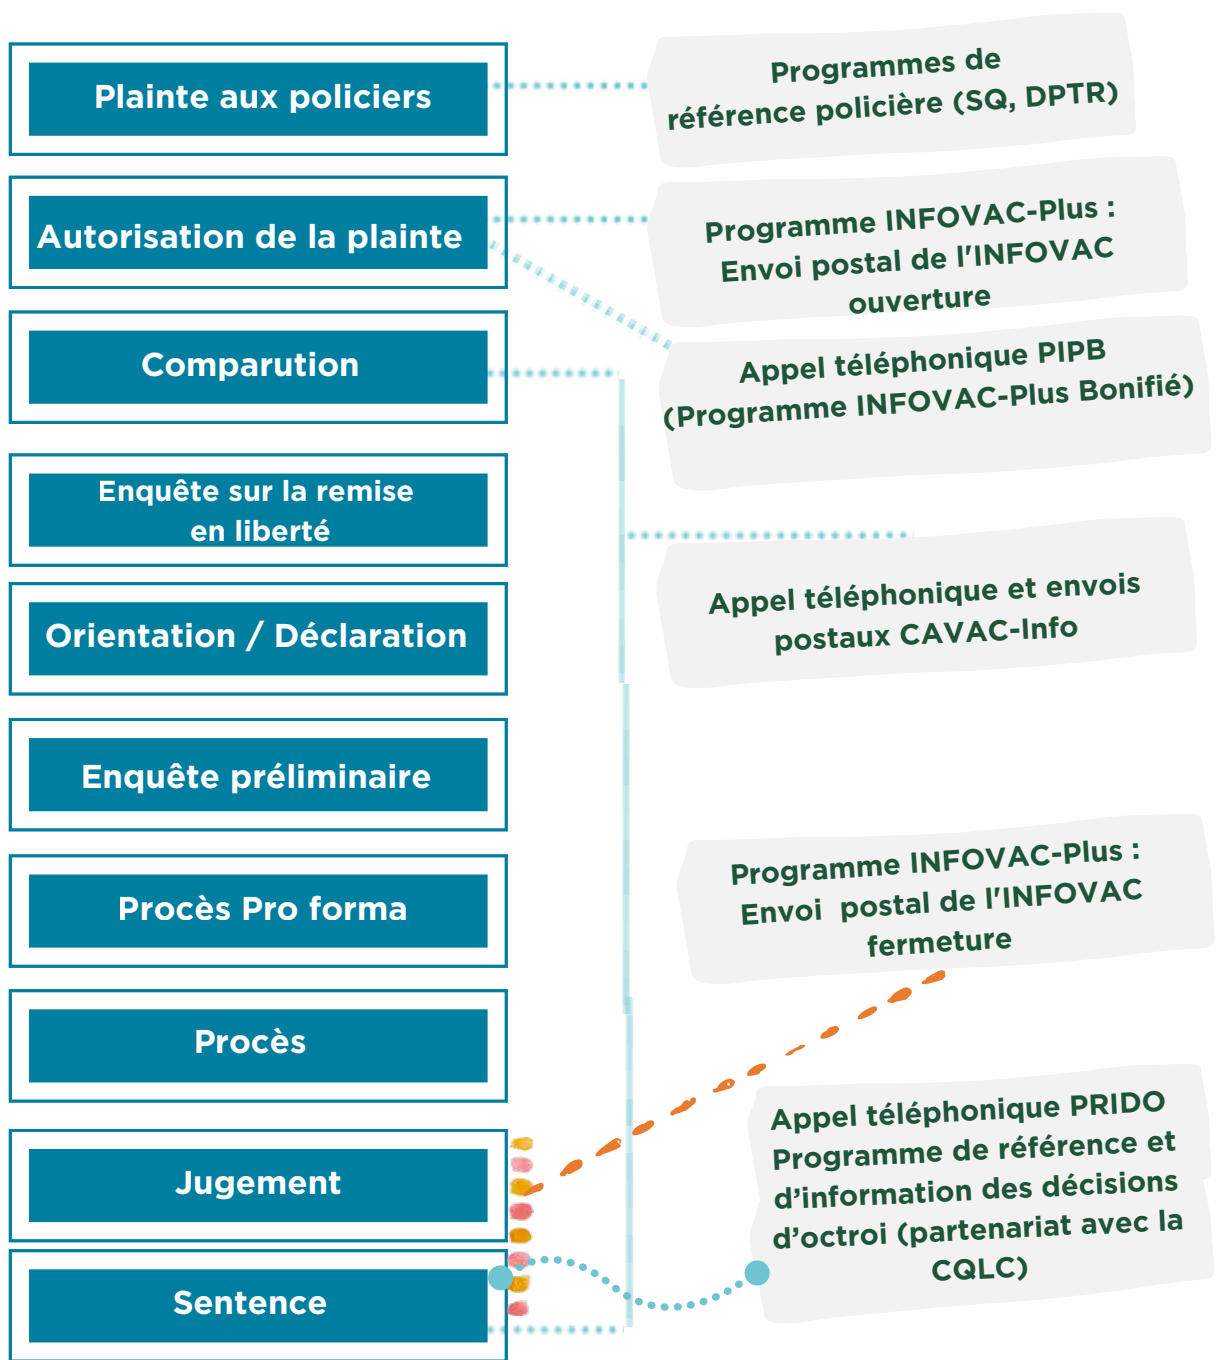 Plainte aux policiers
Programmes de
référence policière (SQ, DPTR)
Autorisation de la plainte
Programme INFOVAC-Plus :
Envoi postal de l'INFOVAC
ouverture
Appel téléphonique PIPB
(Programme INFOVAC-Plus Bonifié)
Comparution
Enquête sur la remise
en liberté
Appel téléphonique et envois
postaux CAVAC-Info
Orientation / Déclaration
Enquête préliminaire
Procès Pro forma
Programme INFOVAC-Plus :
Envoi postal de l'INFOVAC
fermeture
Procès
Jugement
Appel téléphonique PRIDO
Programme de référence et
d’information des décisions
d’octroi (partenariat avec la
CQLC)
Sentence